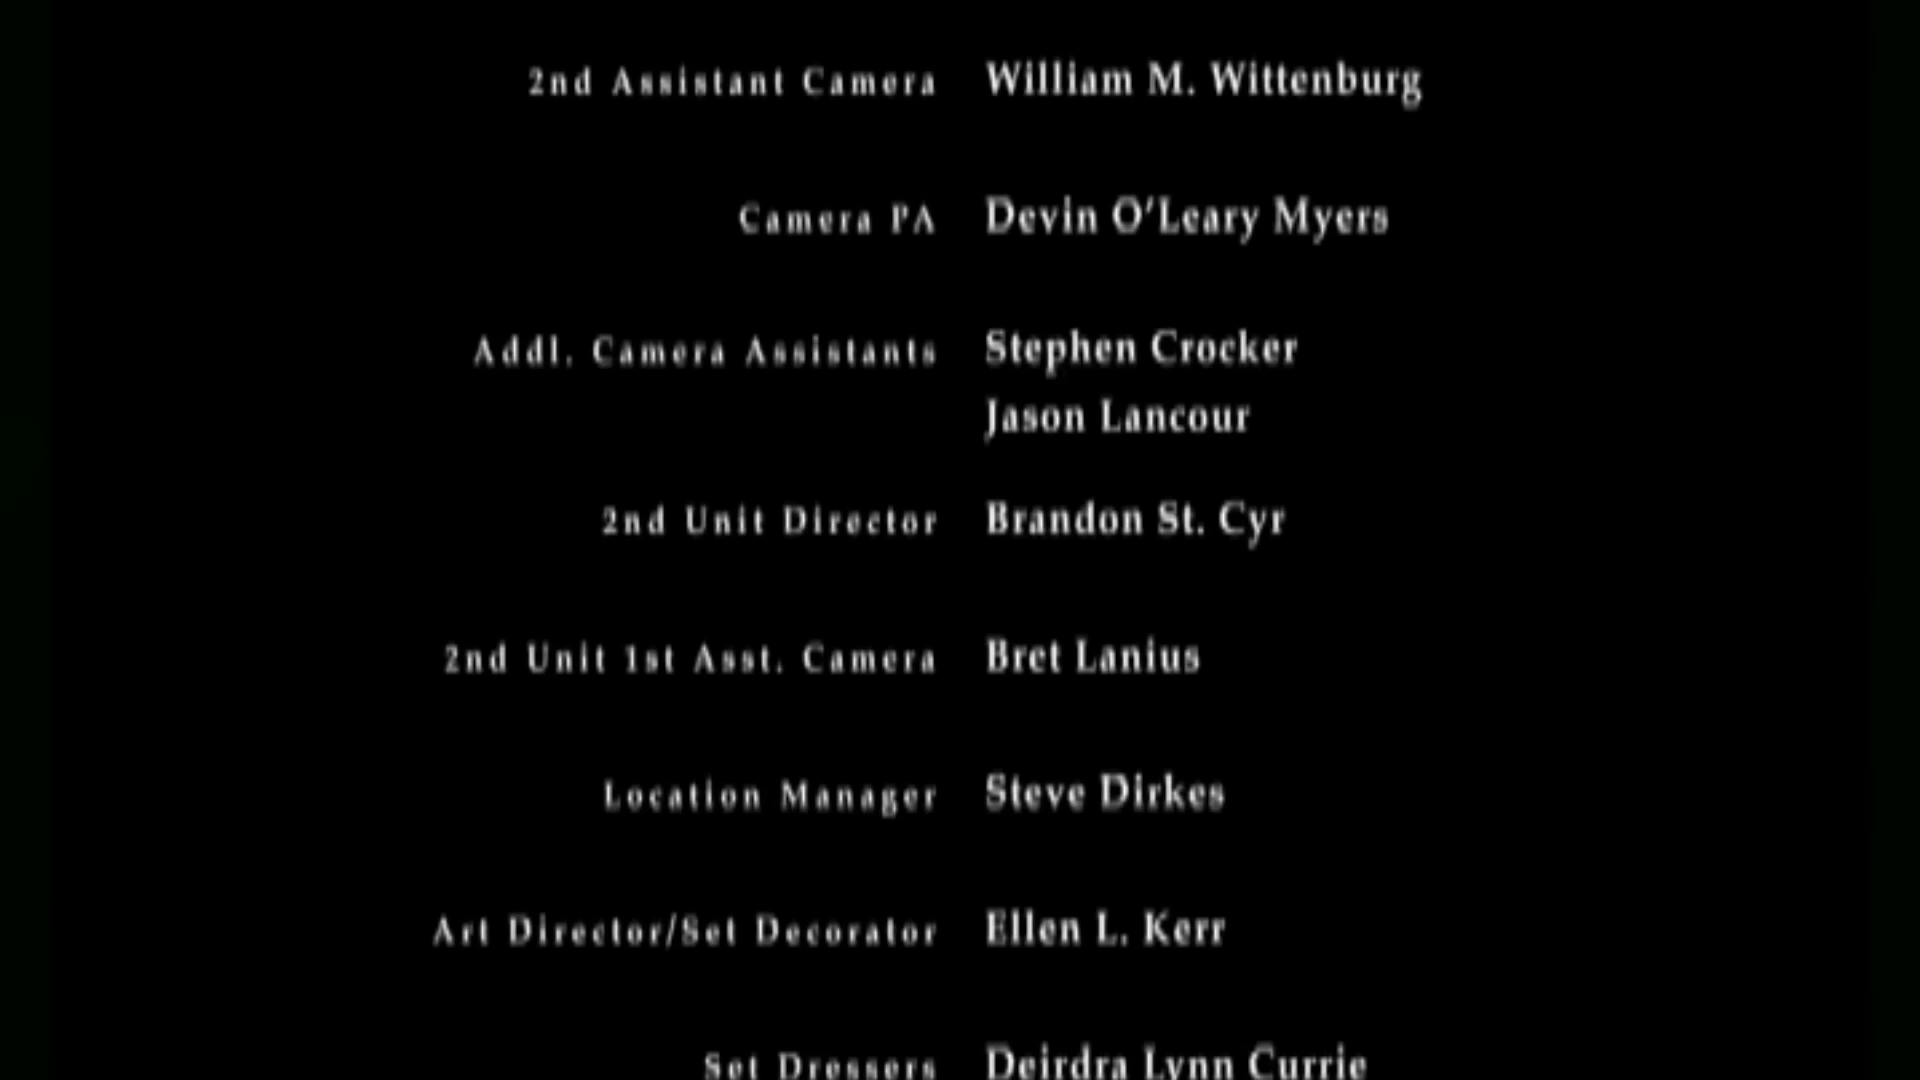 2nd Assistant Camera William M. Wittenburg
Camera PA Devin O'Leary Myers
Addl. Camera Assistants Stephen Crocker
Jason Lancour
2nd Unit Director Brandon St. Cyr
2nd Unit 1st Asst. Camera Bret Lanius
Location Manager Steve Dirkes
Art Director/Set Decorator Ellen L. Kerr
Set Dressers Deirdra Lynn Currie